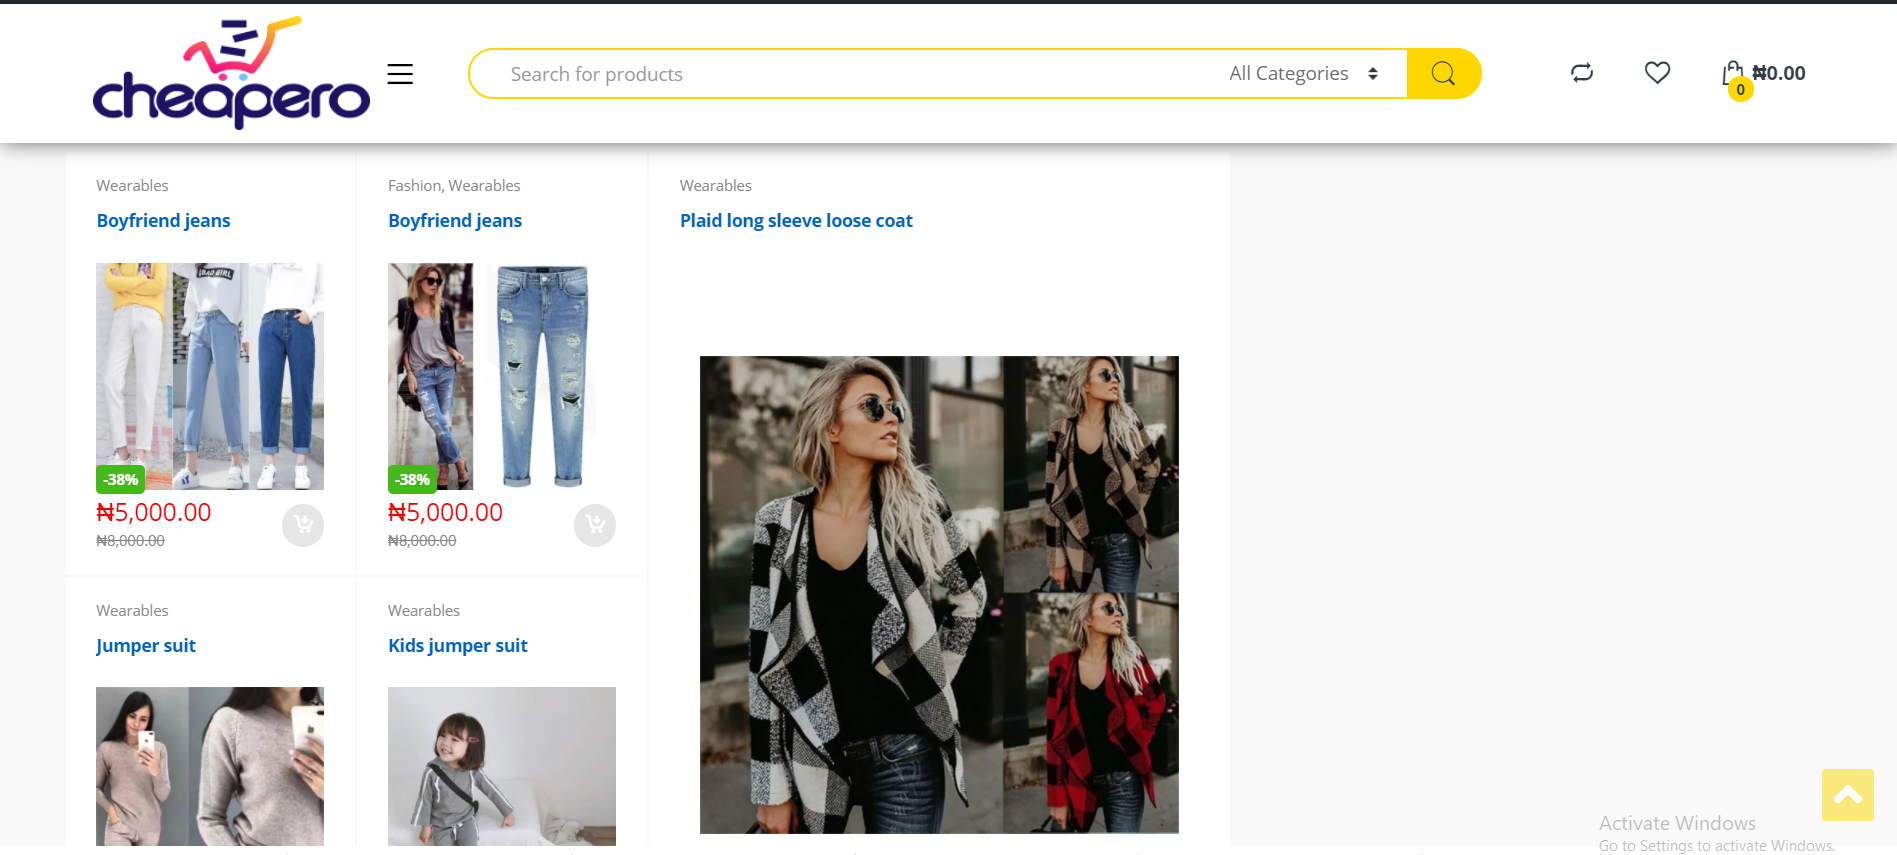 cheapero
Search for products
All Categories
₦0.00
0
Wearables
Boyfriend jeans
BAD GIRL
-38%
₦5,000.00
₦8,000.00
Fashion, Wearables
Boyfriend jeans
-38%
₦5,000.00
₦8,000.00
Wearables
Plaid long sleeve loose coat
Wearables
Jumper suit
Wearables
Kids jumper suit
Activate Windows
Go to Settings to activate Windows.